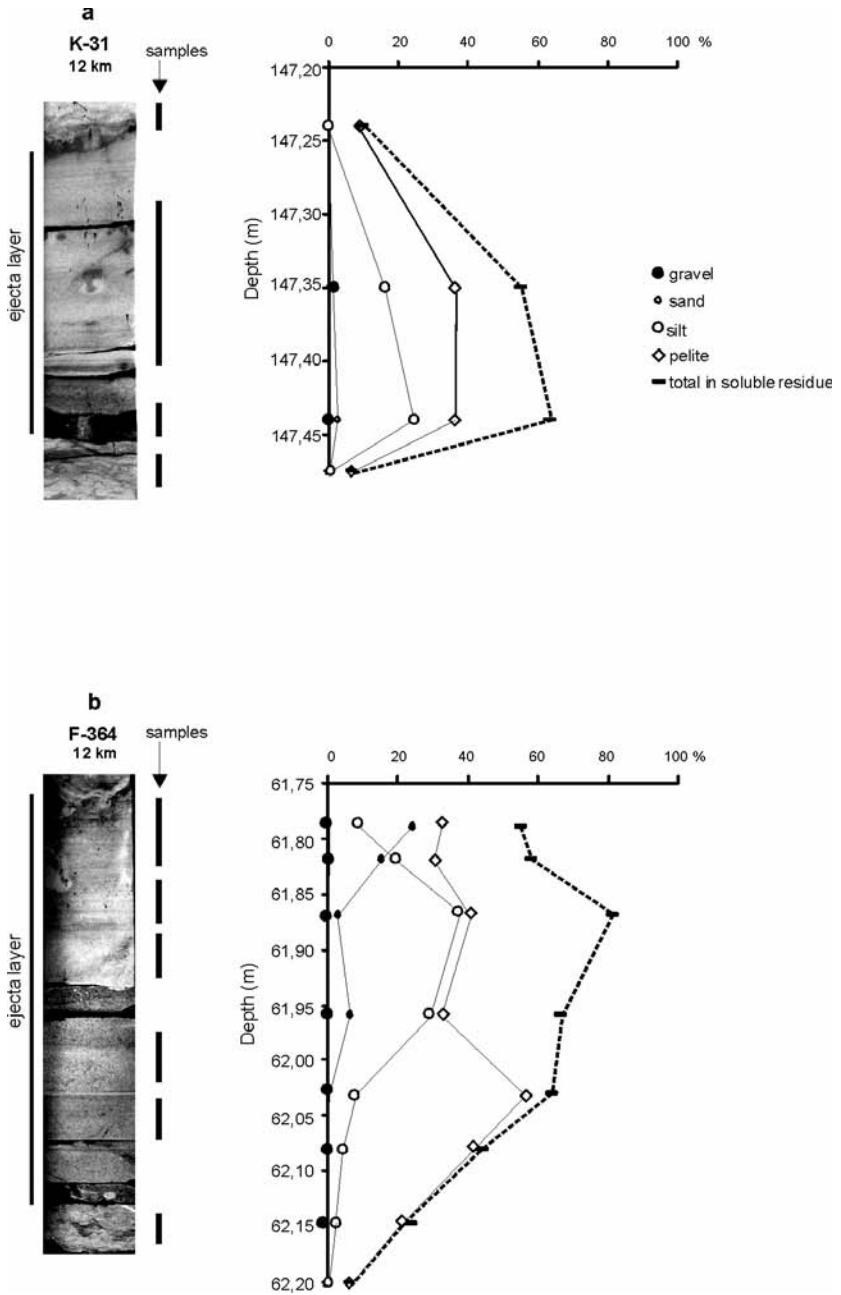 a
K-31
12 km
samples
ejecta layer
0 20 40 60 80 100 %
147,20
147,25
147,30
147,35
147,40
147,45
Depth (m)
gravel
sand
silt
pelite
total in soluble residue
b
F-364
12 km
samples
ejecta layer
0 20 40 60 80 100 %
61,75
61,80
61,85
61,90
61,95
62,00
62,05
62,10
62,15
62,20
Depth (m)